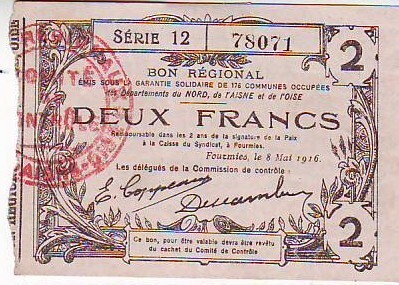 SÉRIE 12 78071
2
BON RÉGIONAL
ÉMIS SOUS LA GARANTIE SOLIDAIRE DE 176 COMMUNES OCCUPÉES
des Départements du NORD, de l'AISNE et de l'OISE
DEUX FRANCS
Remboursable dans les 2 ans de la signature de la Paix
à la Caisse du Syndicat, à Fourmies.
Fourmies, le 8 Mai 1916.
Les délégués de la Commission de contrôle :
2
Ce bon, pour être valable devra être revêtu
du cachet du Comité de Contrôle